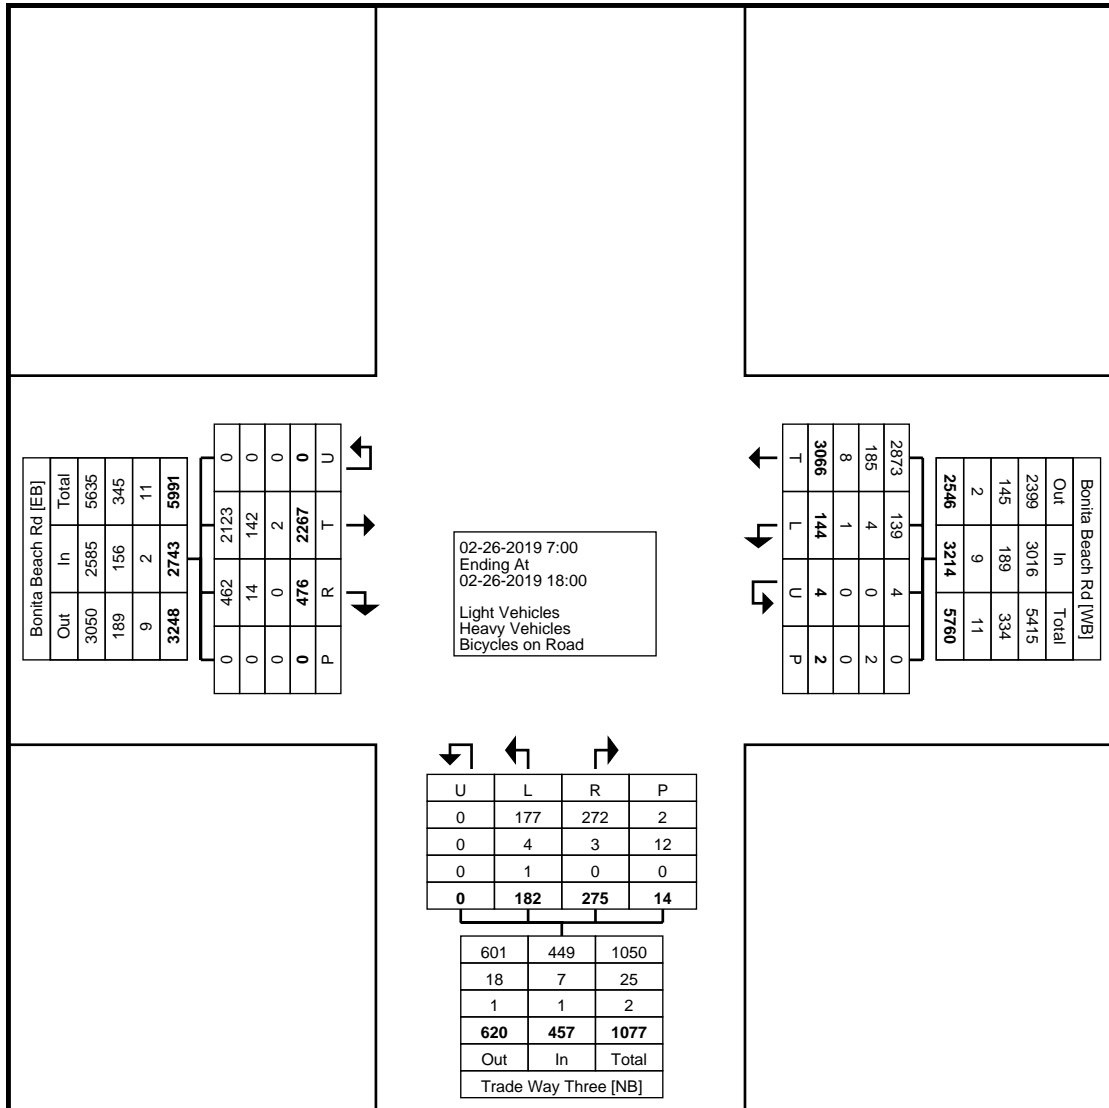 Bonita Beach Rd [EB]
Total In Out
5635 2585 3050
345 156 189
11 2 9
5991 2743 3248
0 2123 462 0
0 142 14 0
0 2 0 0
0 2267 476 0
U T R P
02-26-2019 7:00
Ending At
02-26-2019 18:00
Light Vehicles
Heavy Vehicles
Bicycles on Road
Bonita Beach Rd [WB]
Out In Total
2399 3016 5415
145 189 334
2 9 11
2546 3214 5760
2873 139 4 0
185 4 0 2
8 1 0 0
3066 144 4 2
T L U P
U L R P
0 177 272 2
0 4 3 12
0 1 0 0
0 182 275 14
601 449 1050
18 7 25
1 1 2
620 457 1077
Out In Total
Trade Way Three [NB]